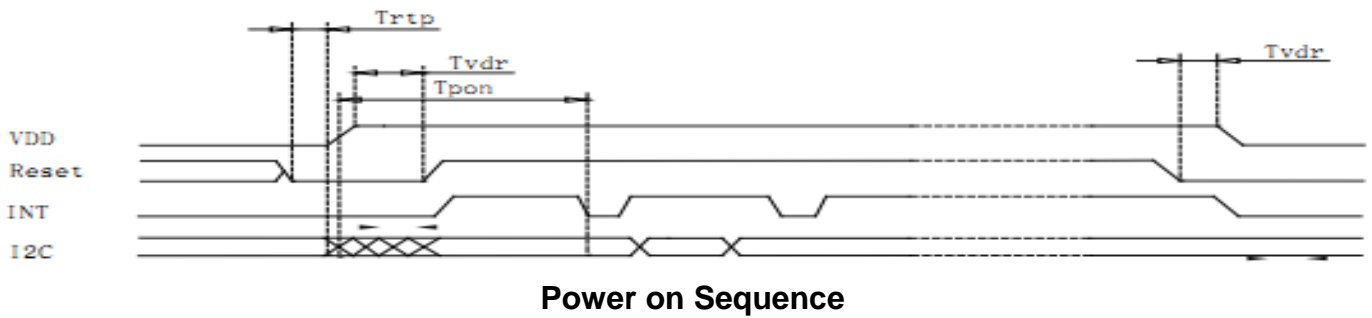 Trtp
Tvdr
Tvdr
Tpon
VDD
Reset
INT
I2C
Power on Sequence